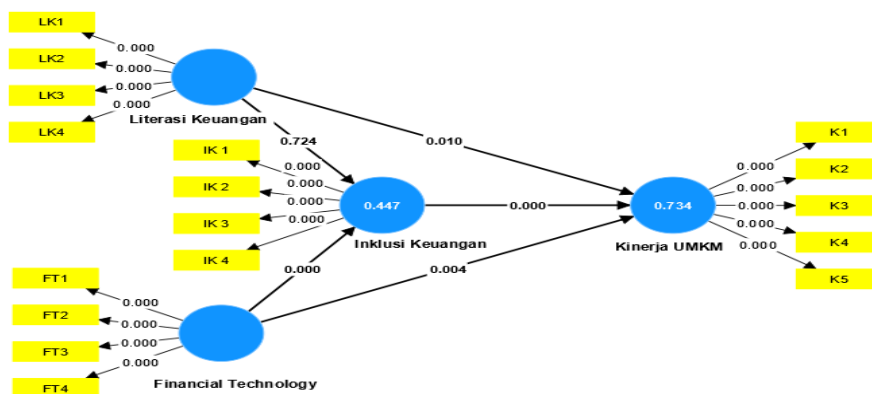 LK1
0.000
LK2
0.000
LK3
0.000
LK4
0.000
Literasi Keuangan
0.724
0.010
IK 1
0.000
IK 2
0.000
IK 3
0.000
IK 4
0.000
0.447
Inklusi Keuangan
0.000
0.000
0.004
0.734
Kinerja UMKM
K1
0.000
K2
0.000
K3
0.000
K4
0.000
K5
0.000
FT1
0.000
FT2
0.000
FT3
0.000
FT4
0.000
Financial Technology